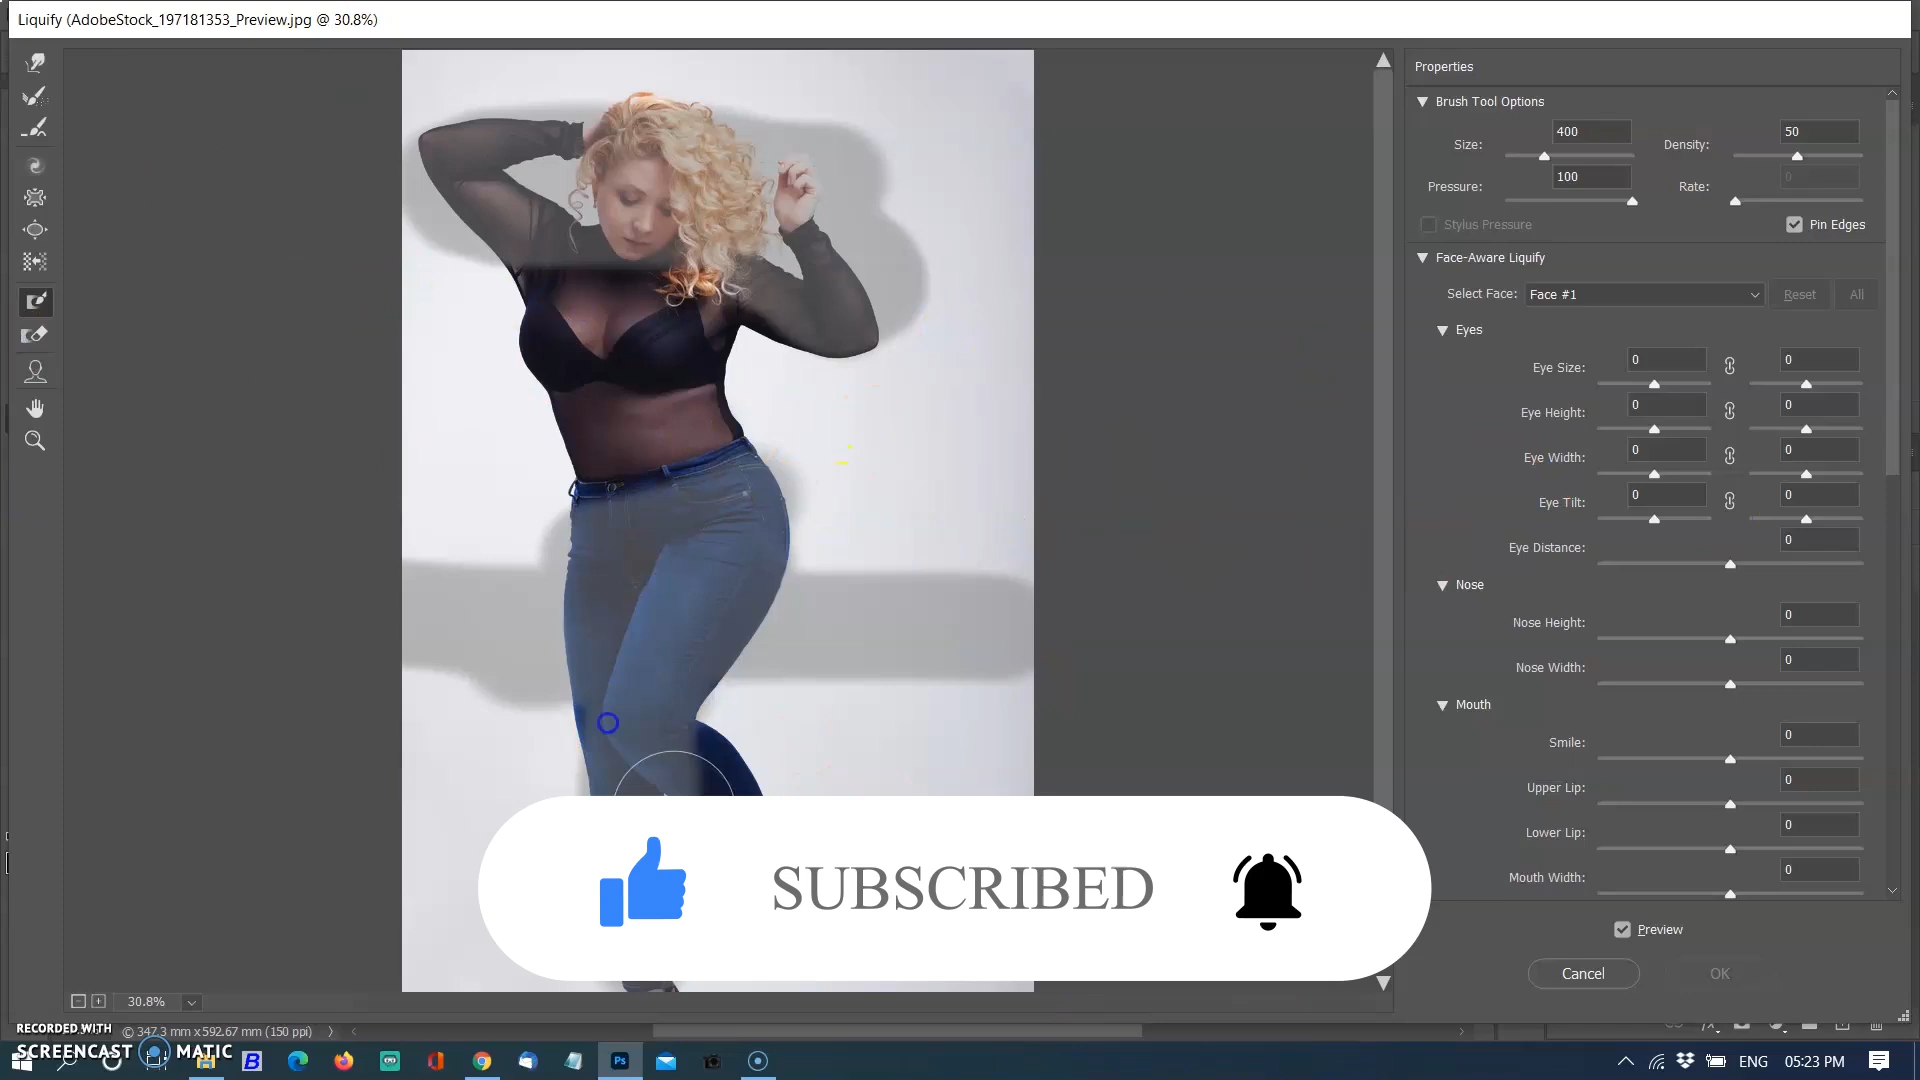 Liquify (AdobeStock_197181353_Preview.jpg @ 30.8%)
Properties
Brush Tool Options
Size: 400 Density: 50
Pressure: 100 Rate: 0
Stylus Pressure Pin Edges
Face-Aware Liquify
Select Face: Face #1 Reset All
Eyes
Eye Size: 0 0
Eye Height: 0 0
Eye Width: 0 0
Eye Tilt: 0 0
Eye Distance: 0
Nose
Nose Height: 0
Nose Width: 0
Mouth
Smile: 0
Upper Lip: 0
Lower Lip: 0
Mouth Width: 0
SUBSCRIBED
Preview
Cancel OK
30.8%
RECORDED WITH
© 347.3 mm x 592.67 mm (150 ppi)
SCREENCAST MATIC
B Ps ENG 05:23 PM